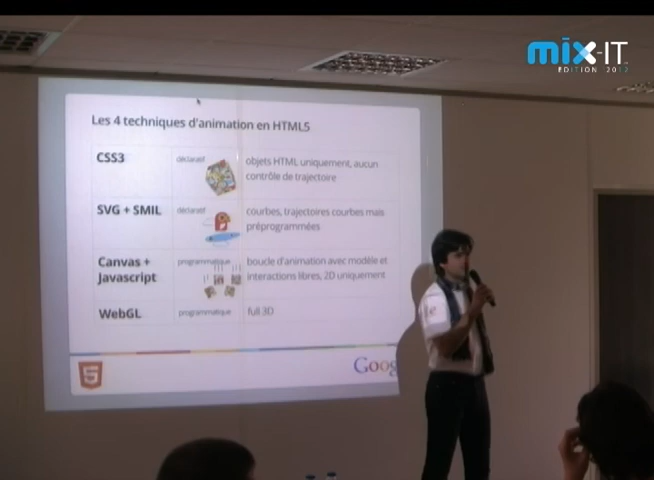 mix-IT
EDITION 2012
Les 4 techniques d'animation en HTML5
CSS3
déclaratif
objets HTML uniquement, aucun
contrôle de trajectoire
SVG + SMIL
déclaratif
courbes, trajectoires courbes mais
préprogrammées
Canvas +
Javascript
programmatique
boucle d'animation avec modèle et
interactions libres, 2D uniquement
WebGL
programmatique
full 3D
5
Goog